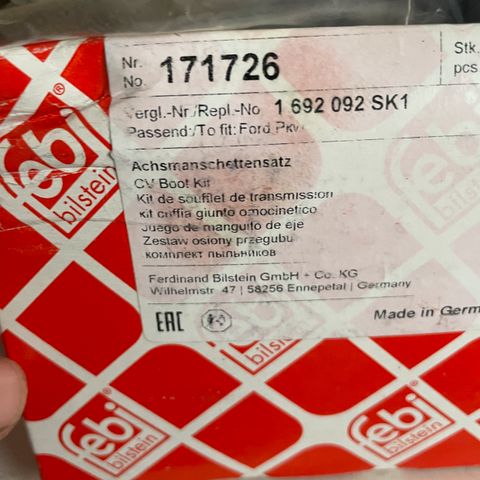 Nr.
No. 171726
Stk.
pcs
Vergl.-Nr./Repl.-No 1 692 092 SK1
Passend:/To fit: Ford Pkw
Achsmanschettensatz
CV Boot Kit
Kit de soufflet de transmission
Kit cuffia giunto omocinetico
Juego de manguito de eje
Zestaw osłony przegubu
комплект пыльников
Ferdinand Bilstein GmbH + Co. KG
Wilhelmstr. 47 | 58256 Ennepetal | Germany
EAC
Made in Germ
febi
bilstein
febi
bilstein
febi
bilstein
febi
bilstein
febi
bilstein